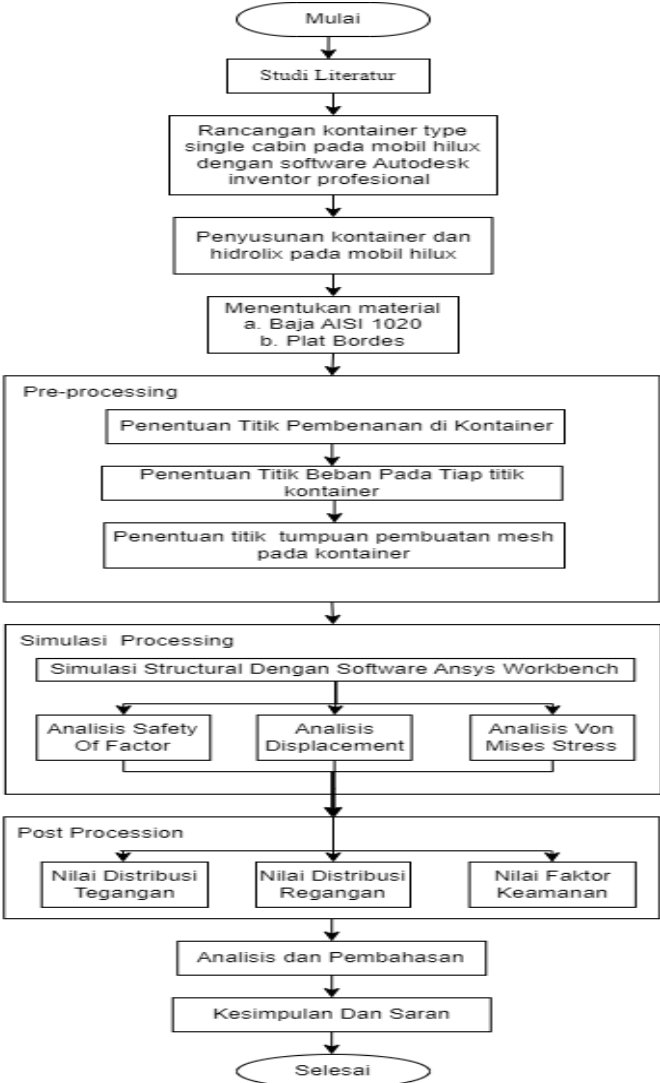 Mulai
Studi Literatur
Rancangan kontainer type
single cabin pada mobil hilux
dengan software Autodesk
inventor profesional
Penyusunan kontainer dan
hidrolix pada mobil hilux
Menentukan material
a. Baja AISI 1020
b. Plat Bordes
Pre-processing
Penentuan Titik Pembenanan di Kontainer
Penentuan Titik Beban Pada Tiap titik
kontainer
Penentuan titik tumpuan pembuatan mesh
pada kontainer
Simulasi Processing
Simulasi Structural Dengan Software Ansys Workbench
Analisis Safety
Of Factor
Analisis
Displacement
Analisis Von
Mises Stress
Post Procession
Nilai Distribusi
Tegangan
Nilai Distribusi
Regangan
Nilai Faktor
Keamanan
Analisis dan Pembahasan
Kesimpulan Dan Saran
Selesai